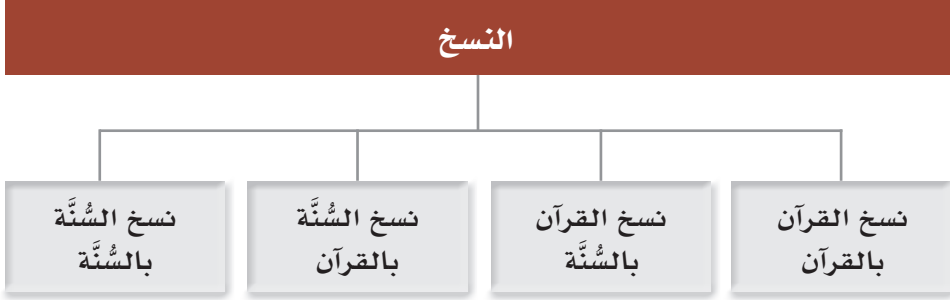 النسخ
نسخ القرآن
بالقرآن
نسخ القرآن
بالسُّنَّة
نسخ السُّنَّة
بالقرآن
نسخ السُّنَّة
بالسُّنَّة